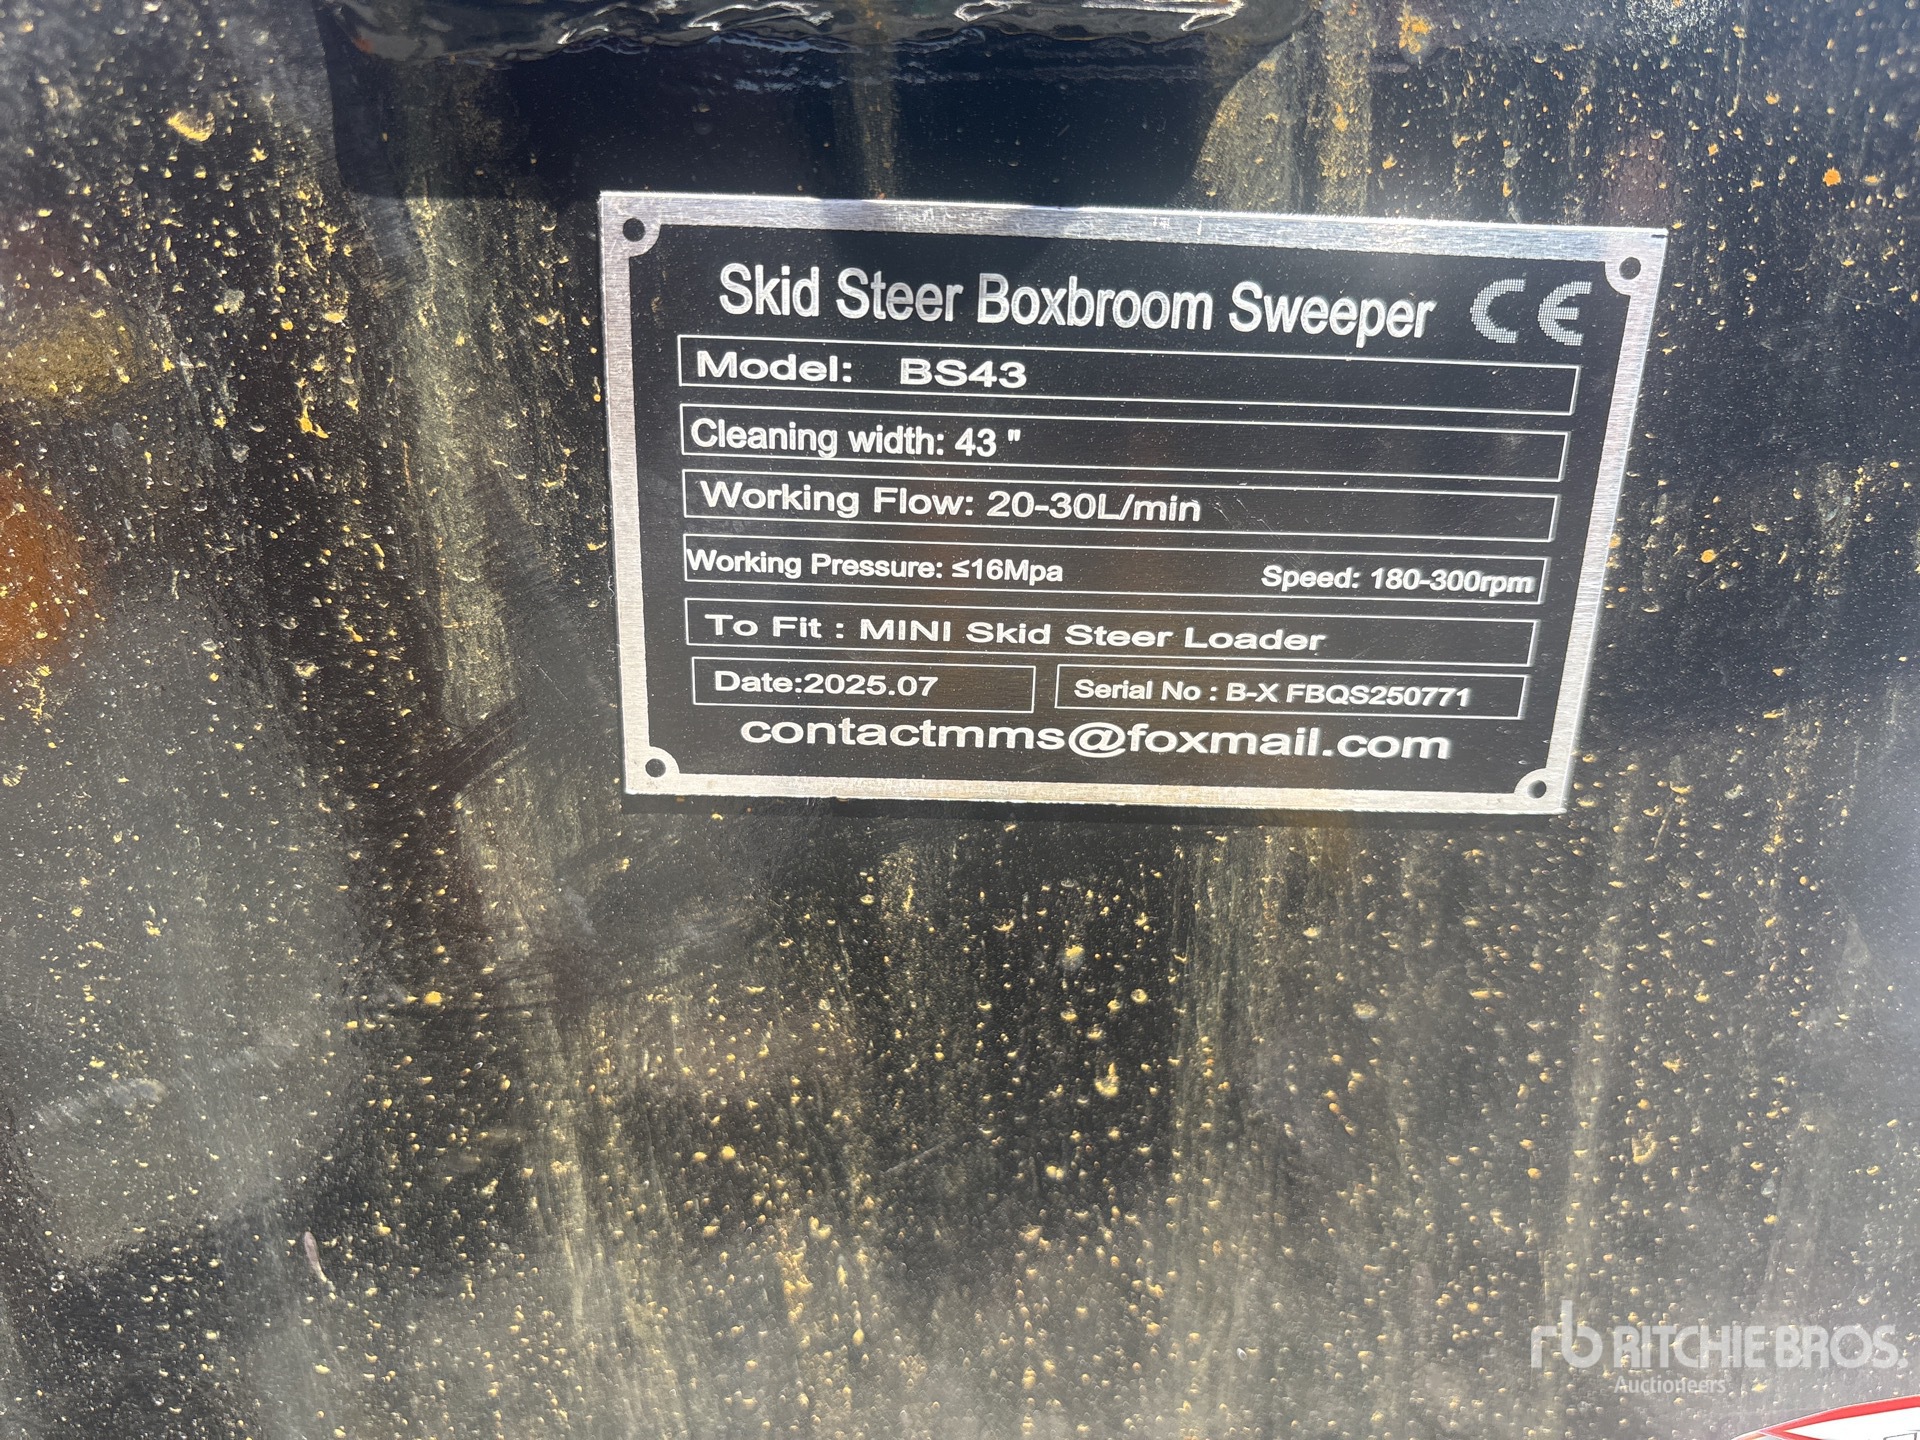 Skid Steer Boxbroom Sweeper CE
Model: BS43
Cleaning width: 43 "
Working Flow: 20-30L/min
Working Pressure: ≤16Mpa Speed: 180-300rpm
To Fit : MINI Skid Steer Loader
Date:2025.07 Serial No : B-X FBQS250771
contactmms@foxmail.com
rb RITCHIE BROS.
Auctioneers